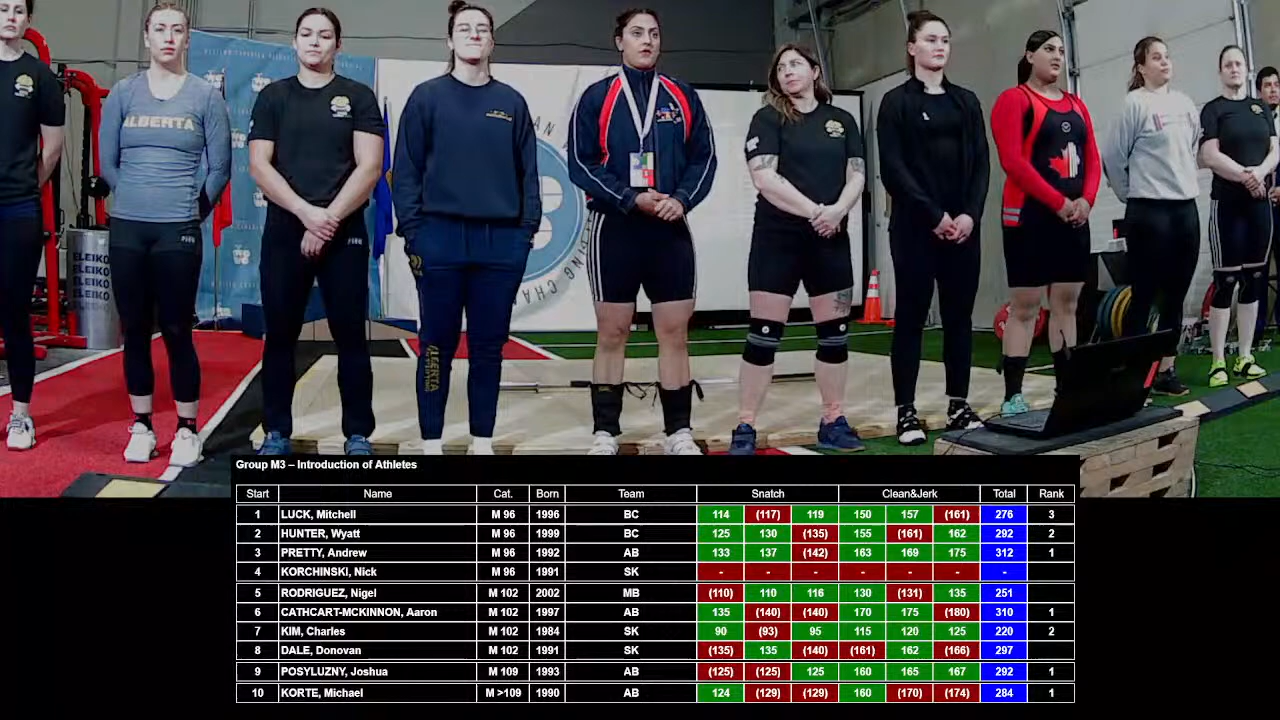 ALBERTA
ELEIKO
ELEIKO
ELEIKO
ALBERTA
Group M3 – Introduction of Athletes
Start Name Cat. Born Team Snatch Clean&Jerk Total Rank
1 LUCK, Mitchell M 96 1996 BC 114 (117) 119 150 157 (161) 276 3
2 HUNTER, Wyatt M 96 1999 BC 125 130 (135) 155 (161) 162 292 2
3 PRETTY, Andrew M 96 1992 AB 133 137 (142) 163 169 175 312 1
4 KORCHINSKI, Nick M 96 1991 SK - - - - - - -
5 RODRIGUEZ, Nigel M 102 2002 MB (110) 110 116 130 (131) 135 251
6 CATHCART-MCKINNON, Aaron M 102 1997 AB 135 (140) (140) 170 175 (180) 310 1
7 KIM, Charles M 102 1984 SK 90 (93) 95 115 120 125 220 2
8 DALE, Donovan M 102 1991 SK (135) 135 (140) (161) 162 (166) 297
9 POSYLUZNY, Joshua M 109 1993 AB (125) (125) 125 160 165 167 292 1
10 KORTE, Michael M >109 1990 AB 124 (129) (129) 160 (170) (174) 284 1